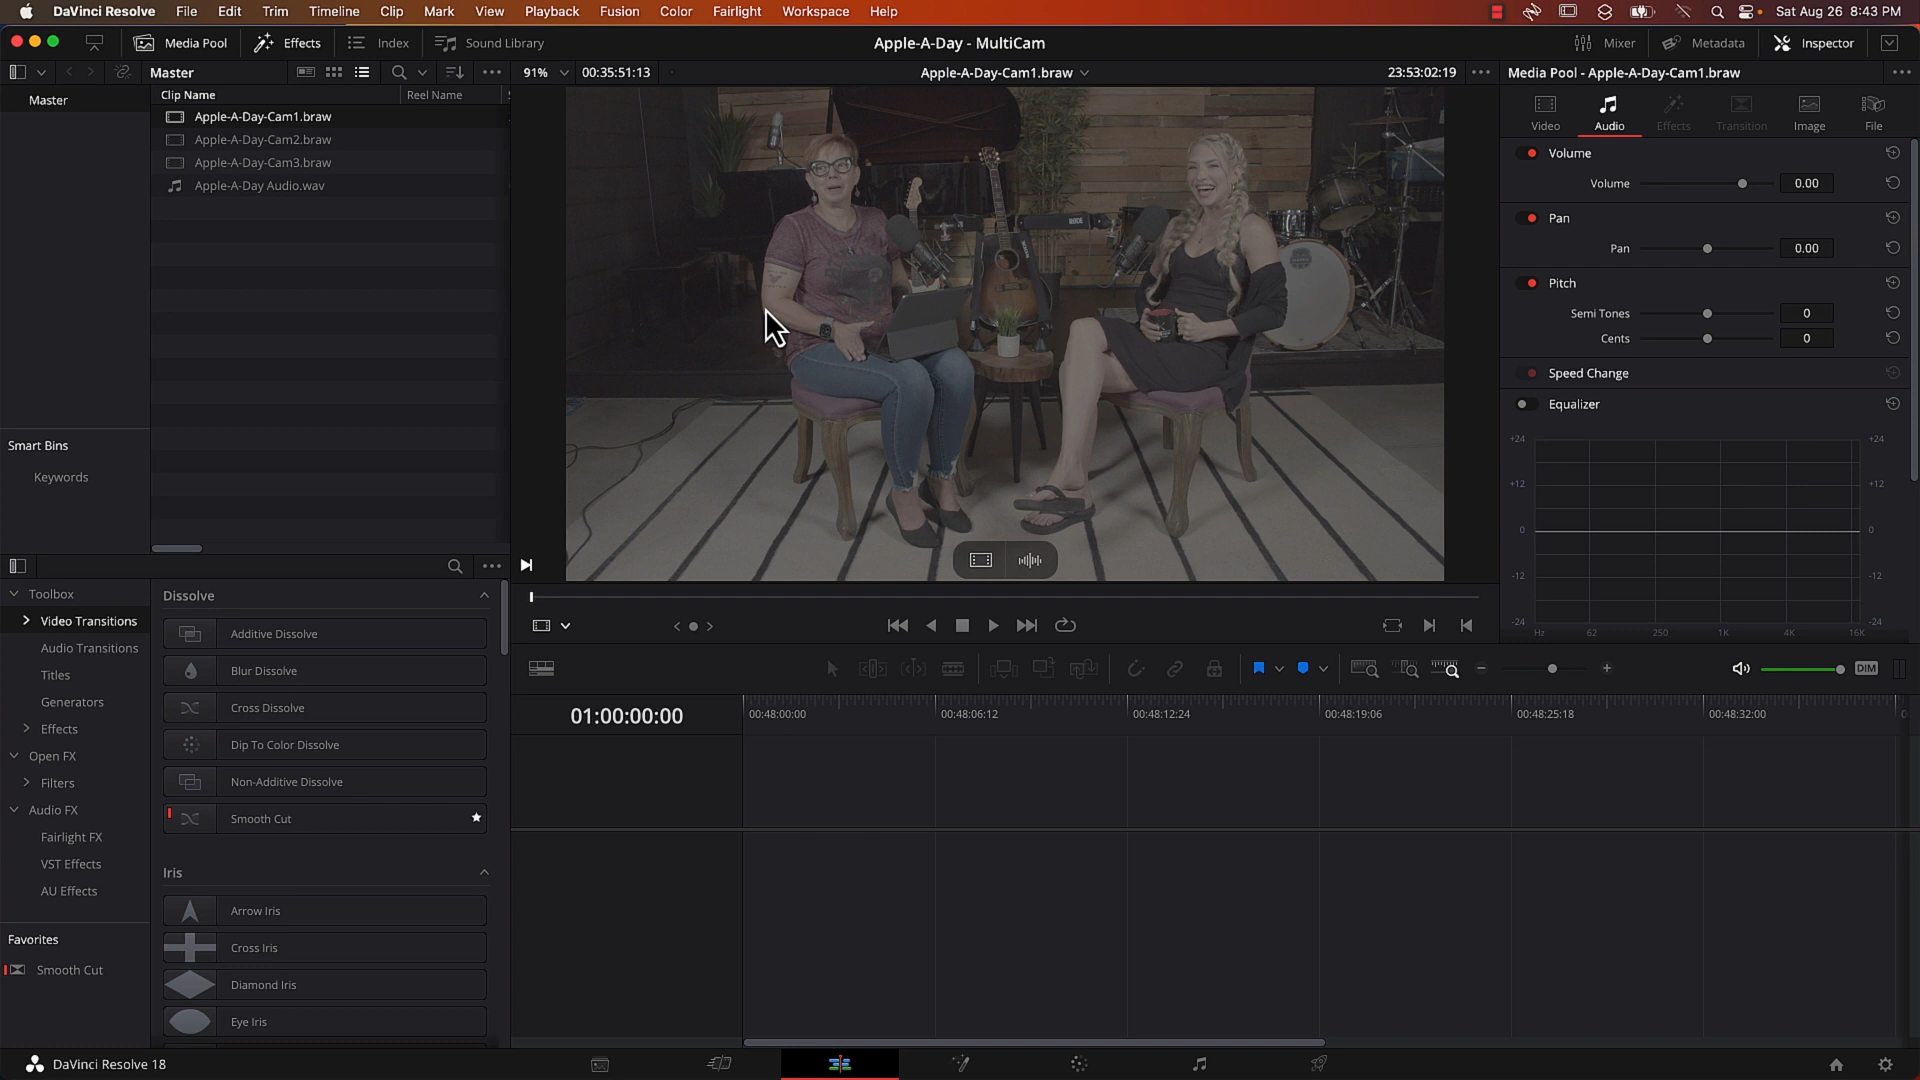 DaVinci Resolve File Edit Trim Timeline Clip Mark View Playback Fusion Color Fairlight Workspace Help Sat Aug 26 8:43 PM
Media Pool Effects Index Sound Library Apple-A-Day - MultiCam Mixer Metadata Inspector
Master 91% 00:35:51:13 Apple-A-Day-Cam1.braw 23:53:02:19 Media Pool - Apple-A-Day-Cam1.braw
Master
Clip Name Reel Name
Apple-A-Day-Cam1.braw
Apple-A-Day-Cam2.braw
Apple-A-Day-Cam3.braw
Apple-A-Day Audio.wav
Smart Bins
Keywords
RØDE
Video Audio Effects Transition Image File
Volume
Volume 0.00
Pan
Pan 0.00
Pitch
Semi Tones 0
Cents 0
Speed Change
Equalizer
+24 +24
+12 +12
0 0
-12 -12
-24 -24
Hz 62 250 1K 4K 16K
Toolbox
Video Transitions
Audio Transitions
Titles
Generators
Effects
Open FX
Filters
Audio FX
Fairlight FX
VST Effects
AU Effects
Favorites
Smooth Cut
Dissolve
Additive Dissolve
Blur Dissolve
Cross Dissolve
Dip To Color Dissolve
Non-Additive Dissolve
Smooth Cut
Iris
Arrow Iris
Cross Iris
Diamond Iris
Eye Iris
DIM
01:00:00:00 00:48:00:00 00:48:06:12 00:48:12:24 00:48:19:06 00:48:25:18 00:48:32:00
DaVinci Resolve 18